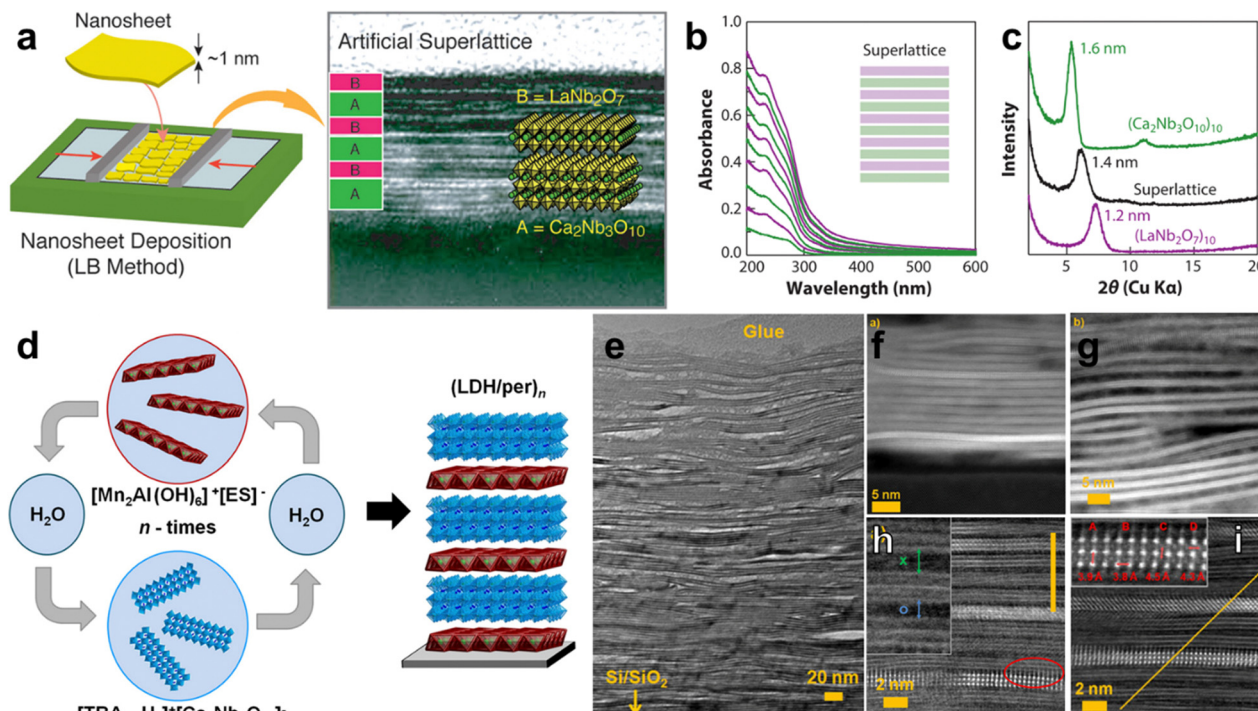 a
Nanosheet
~1 nm
Nanosheet Deposition
(LB Method)
Artificial Superlattice
B
A
B
A
B
A
B = LaNb₂O₇
A = Ca₂Nb₃O₁₀
b
Superlattice
Absorbance
1.0
0.8
0.6
0.4
0.2
0.0
200 300 400 500 600
Wavelength (nm)
c
Intensity
1.6 nm
(Ca₂Nb₃O₁₀)₁₀
1.4 nm
Superlattice
1.2 nm
(LaNb₂O₇)₁₀
5 10 15 20
2θ (Cu Kα)
d
[Mn₂Al(OH)₆]⁺[ES]⁻
n - times
H₂O
H₂O
(LDH/per)ₙ
e
Glue
Si/SiO₂
20 nm
a)
f
5 nm
b)
g
5 nm
h
X
O
2 nm
i
A B C D
2 nm